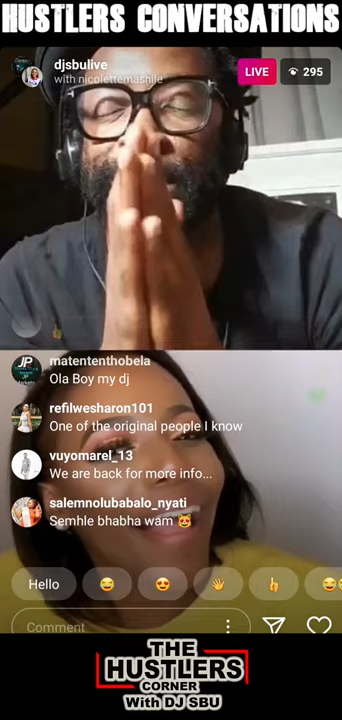 HUSTLERS CONVERSATIONS
djsbulive
with nicolettemashile
LIVE
295
JP
matententhobela
Ola Boy my dj
refilwesharon101
One of the original people I know
vuyomarel_13
We are back for more info...
salemnolubabalo_nyati
Semhle bhabha wam 😻
Hello 😂 😍 👋 👆 😂
Comment
THE
HUSTLERS
CORNER
With DJ SBU